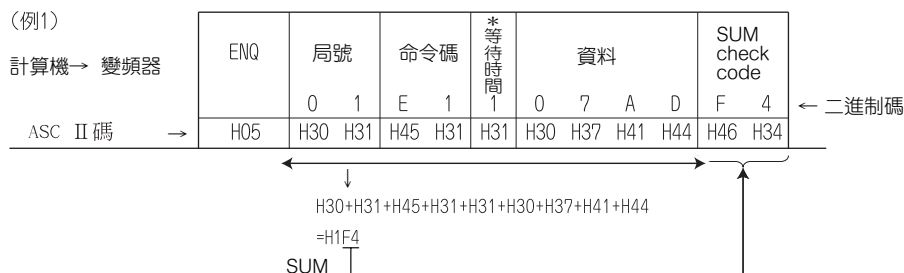 (例1)
計算機→ 變頻器
ENQ 局號 命令碼 *等待時間 資料 SUM check code
0 1 E 1 1 0 7 A D F 4 ← 二進制碼
ASC Ⅱ碼 → H05 H30 H31 H45 H31 H31 H30 H37 H41 H44 H46 H34
H30+H31+H45+H31+H31+H30+H37+H41+H44
=H1F4
SUM